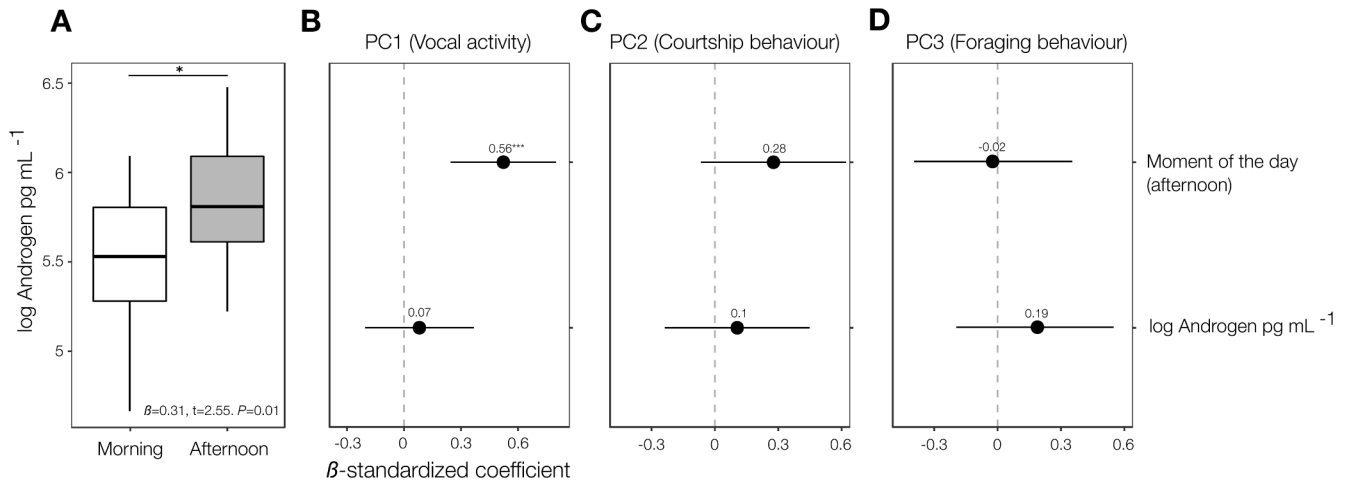 A
B
C
D
PC1 (Vocal activity)
PC2 (Courtship behaviour)
PC3 (Foraging behaviour)
log Androgen pg mL -1
6.5
6
5.5
5
*
ß=0.31, t=2.55. P=0.01
Morning
Afternoon
0.56***
0.07
-0.3
0
0.3
0.6
ß-standardized coefficient
0.28
0.1
-0.3
0
0.3
0.6
-0.02
0.19
-0.3
0
0.3
0.6
Moment of the day
(afternoon)
log Androgen pg mL -1